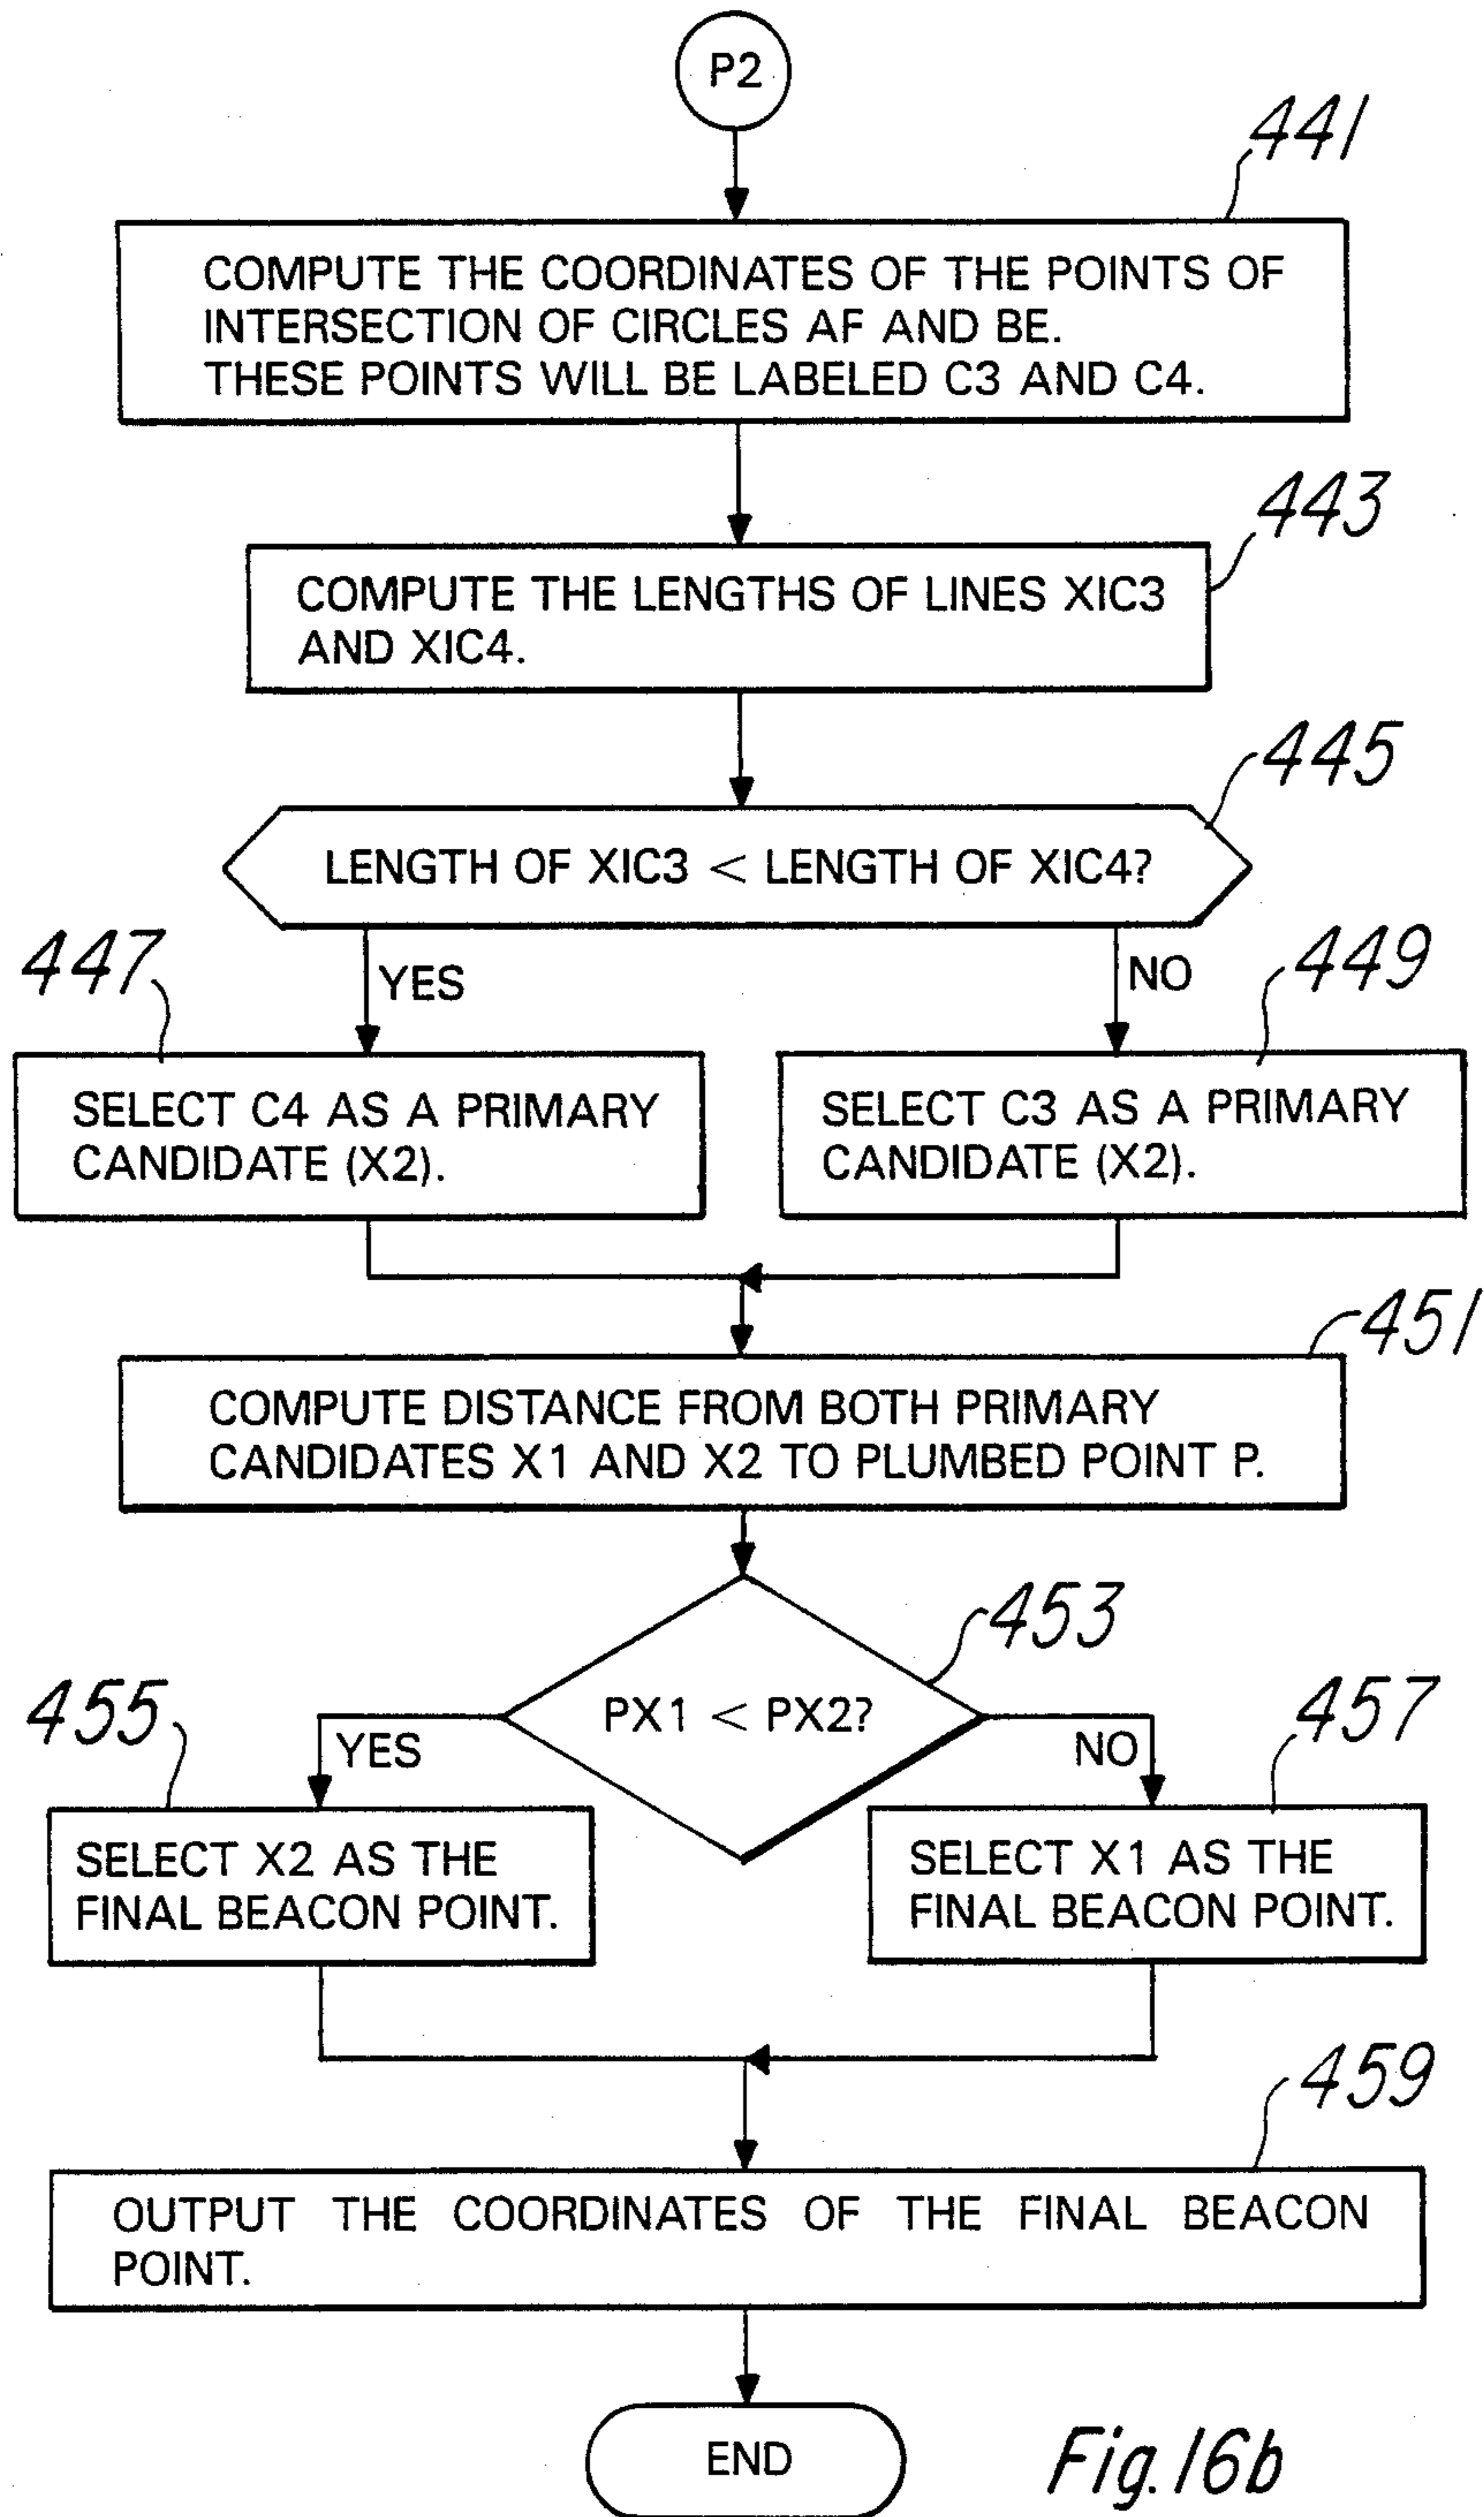 P2
441
COMPUTE THE COORDINATES OF THE POINTS OF
INTERSECTION OF CIRCLES AF AND BE.
THESE POINTS WILL BE LABELED C3 AND C4.
443
COMPUTE THE LENGTHS OF LINES XIC3
AND XIC4.
445
LENGTH OF XIC3 < LENGTH OF XIC4?
447
YES
NO
449
SELECT C4 AS A PRIMARY
CANDIDATE (X2).
SELECT C3 AS A PRIMARY
CANDIDATE (X2).
451
COMPUTE DISTANCE FROM BOTH PRIMARY
CANDIDATES X1 AND X2 TO PLUMBED POINT P.
453
PX1 < PX2?
455
YES
NO
457
SELECT X2 AS THE
FINAL BEACON POINT.
SELECT X1 AS THE
FINAL BEACON POINT.
459
OUTPUT THE COORDINATES OF THE FINAL BEACON
POINT.
END
Fig. 16b